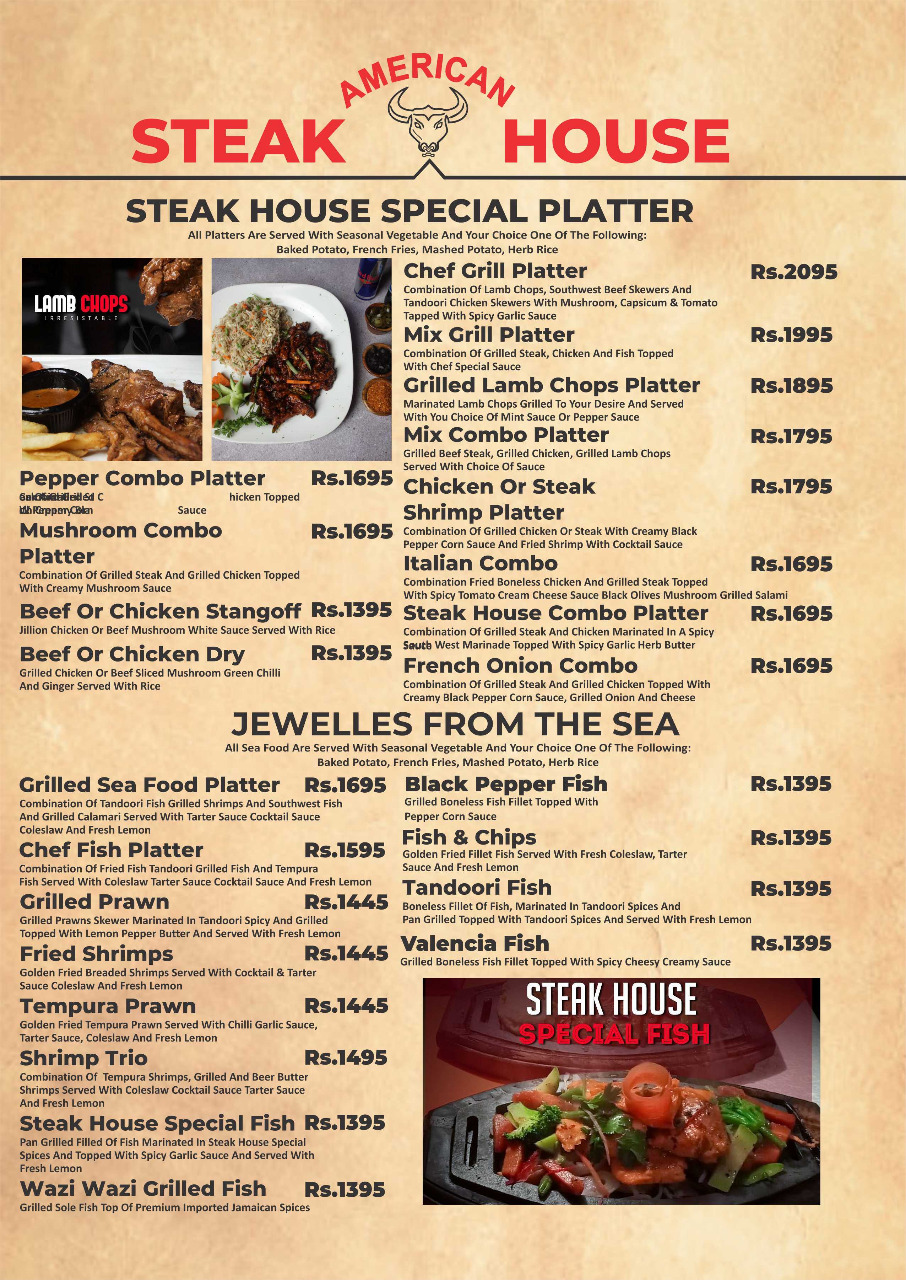 AMERICAN
STEAK HOUSE
STEAK HOUSE SPECIAL PLATTER
All Platters Are Served With Seasonal Vegetable And Your Choice One Of The Following:
Baked Potato, French Fries, Mashed Potato, Herb Rice
LAMB CHOPS
IRRESISTABLE
Pepper Combo Platter Rs.1695
hicken Topped
Sauce
Mushroom Combo Rs.1695
Platter
Combination Of Grilled Steak And Grilled Chicken Topped
With Creamy Mushroom Sauce
Beef Or Chicken Stangoff Rs.1395
Jillion Chicken Or Beef Mushroom White Sauce Served With Rice
Beef Or Chicken Dry Rs.1395
Grilled Chicken Or Beef Sliced Mushroom Green Chilli
And Ginger Served With Rice
Chef Grill Platter Rs.2095
Combination Of Lamb Chops, Southwest Beef Skewers And
Tandoori Chicken Skewers With Mushroom, Capsicum & Tomato
Tapped With Spicy Garlic Sauce
Mix Grill Platter Rs.1995
Combination Of Grilled Steak, Chicken And Fish Topped
With Chef Special Sauce
Grilled Lamb Chops Platter Rs.1895
Marinated Lamb Chops Grilled To Your Desire And Served
With You Choice Of Mint Sauce Or Pepper Sauce
Mix Combo Platter Rs.1795
Grilled Beef Steak, Grilled Chicken, Grilled Lamb Chops
Served With Choice Of Sauce
Chicken Or Steak Rs.1795
Shrimp Platter
Combination Of Grilled Chicken Or Steak With Creamy Black
Pepper Corn Sauce And Fried Shrimp With Cocktail Sauce
Italian Combo Rs.1695
Combination Fried Boneless Chicken And Grilled Steak Topped
With Spicy Tomato Cream Cheese Sauce Black Olives Mushroom Grilled Salami
Steak House Combo Platter Rs.1695
Combination Of Grilled Steak And Chicken Marinated In A Spicy
West Marinade Topped With Spicy Garlic Herb Butter
French Onion Combo Rs.1695
Combination Of Grilled Steak And Grilled Chicken Topped With
Creamy Black Pepper Corn Sauce, Grilled Onion And Cheese
JEWELLES FROM THE SEA
All Sea Food Are Served With Seasonal Vegetable And Your Choice One Of The Following:
Baked Potato, French Fries, Mashed Potato, Herb Rice
Grilled Sea Food Platter Rs.1695
Combination Of Tandoori Fish Grilled Shrimps And Southwest Fish
And Grilled Calamari Served With Tarter Sauce Cocktail Sauce
Coleslaw And Fresh Lemon
Chef Fish Platter Rs.1595
Combination Of Fried Fish Tandoori Grilled Fish And Tempura
Fish Served With Coleslaw Tarter Sauce Cocktail Sauce And Fresh Lemon
Grilled Prawn Rs.1445
Grilled Prawns Skewer Marinated In Tandoori Spicy And Grilled
Topped With Lemon Pepper Butter And Served With Fresh Lemon
Fried Shrimps Rs.1445
Golden Fried Breaded Shrimps Served With Cocktail & Tarter
Sauce Coleslaw And Fresh Lemon
Tempura Prawn Rs.1445
Golden Fried Tempura Prawn Served With Chilli Garlic Sauce,
Tarter Sauce, Coleslaw And Fresh Lemon
Shrimp Trio Rs.1495
Combination Of Tempura Shrimps, Grilled And Beer Butter
Shrimps Served With Coleslaw Cocktail Sauce Tarter Sauce
And Fresh Lemon
Steak House Special Fish Rs.1395
Pan Grilled Filled Of Fish Marinated In Steak House Special
Spices And Topped With Spicy Garlic Sauce And Served With
Fresh Lemon
Wazi Wazi Grilled Fish Rs.1395
Grilled Sole Fish Top Of Premium Imported Jamaican Spices
Black Pepper Fish Rs.1395
Grilled Boneless Fish Fillet Topped With
Pepper Corn Sauce
Fish & Chips Rs.1395
Golden Fried Fillet Fish Served With Fresh Coleslaw, Tarter
Sauce And Fresh Lemon
Tandoori Fish Rs.1395
Boneless Fillet Of Fish, Marinated In Tandoori Spices And
Pan Grilled Topped With Tandoori Spices And Served With Fresh Lemon
Valencia Fish Rs.1395
Grilled Boneless Fish Fillet Topped With Spicy Cheesy Creamy Sauce
STEAK HOUSE
SPECIAL FISH